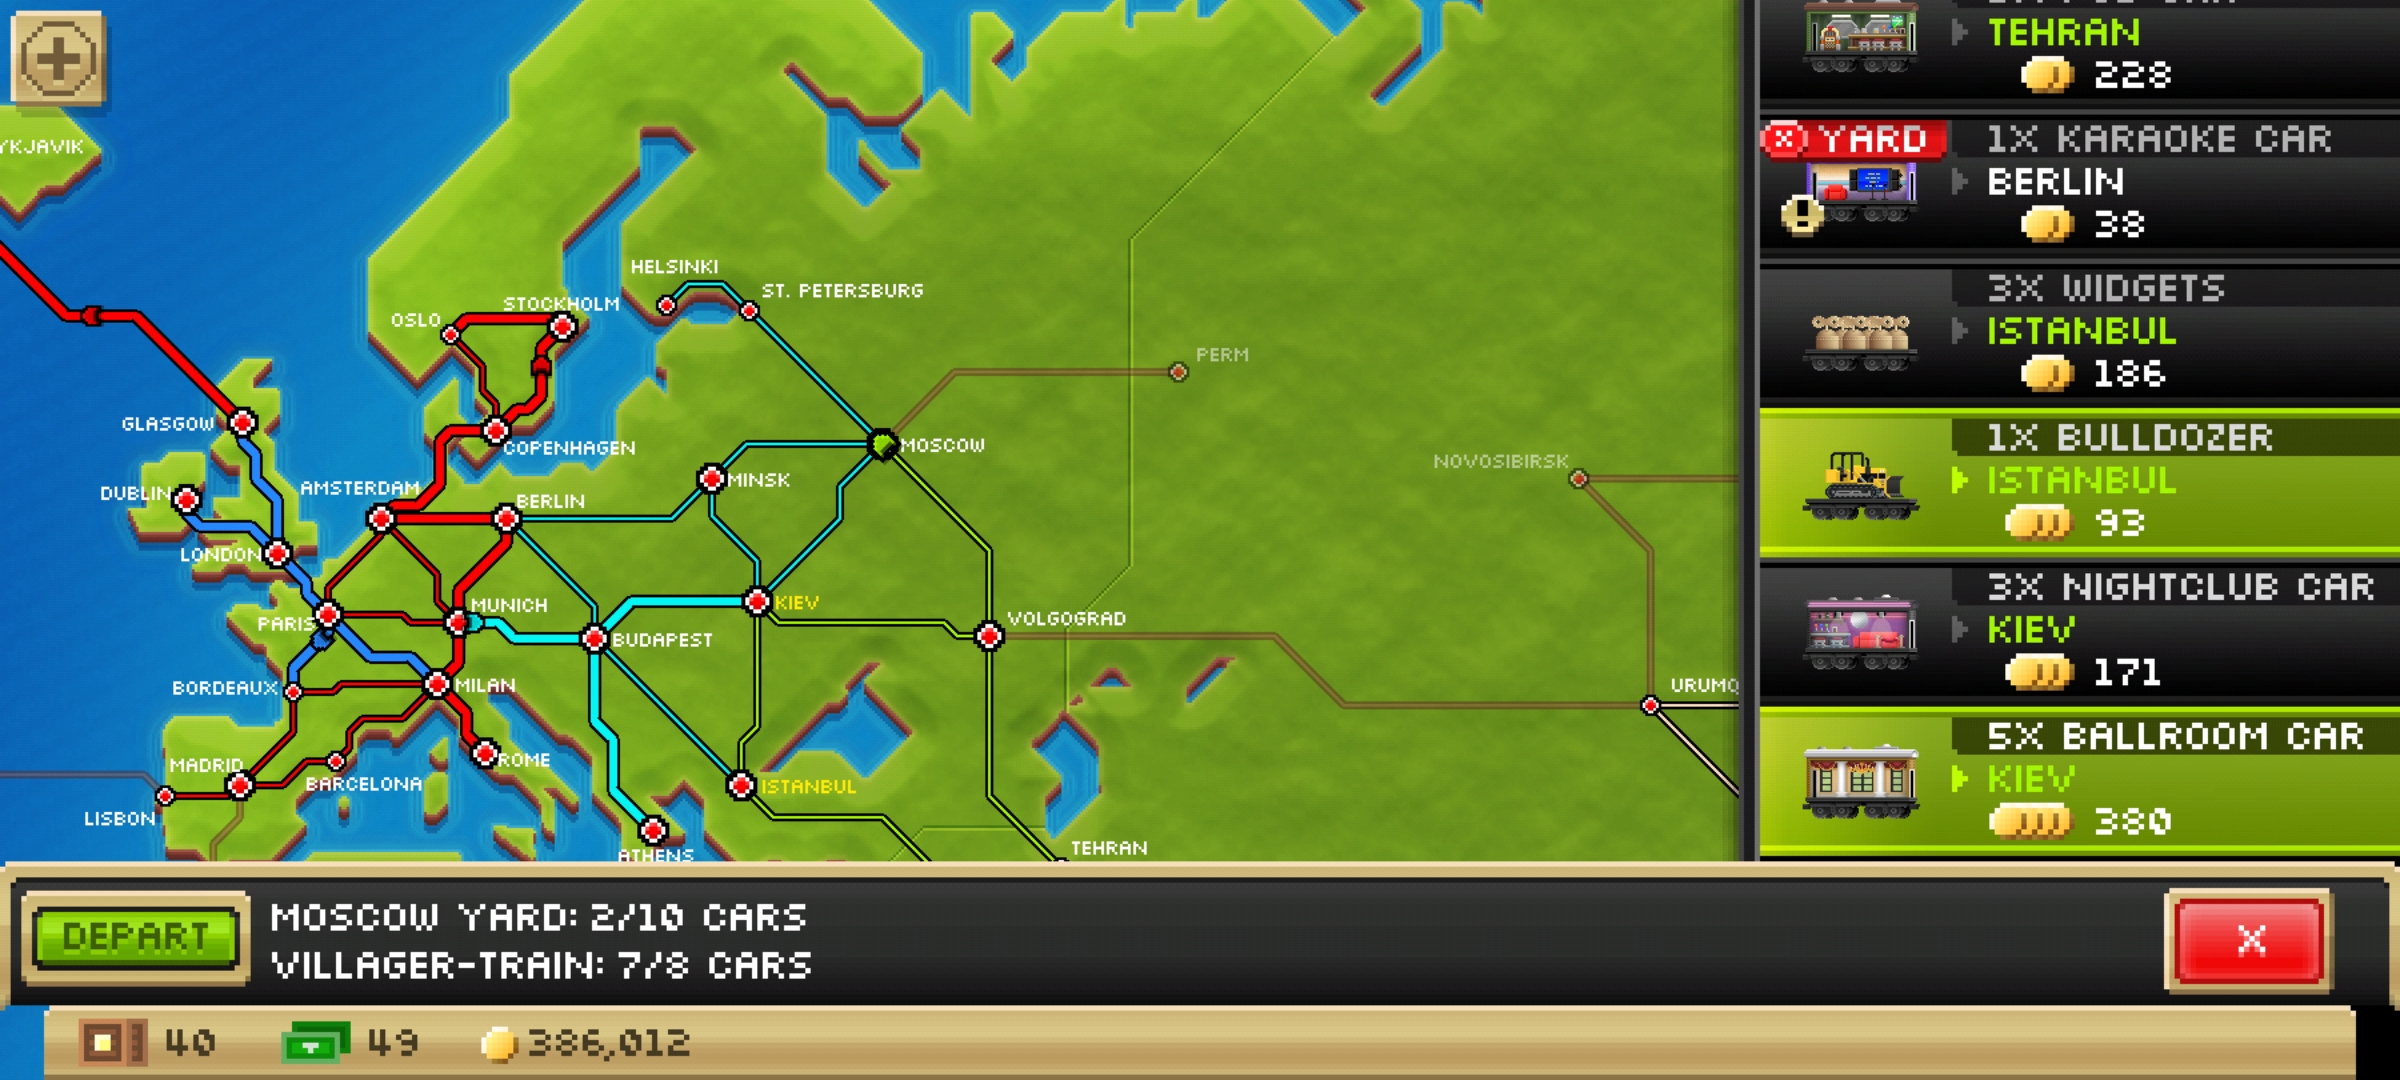 YKJAVIK
HELSINKI
ST. PETERSBURG
STOCKHOLM
OSLO
PERM
GLASGOW
COPENHAGEN
MOSCOW
NOVOSIBIRSK
MINSK
DUBLIN
AMSTERDAM
BERLIN
LONDON
MUNICH
KIEV
PARIS
BUDAPEST
VOLGOGRAD
BORDEAUX
MILAN
URUMQ
MADRID
ROME
BARCELONA
ISTANBUL
LISBON
ATHENS
TEHRAN
TEHRAN
228
YARD
1X KARAOKE CAR
BERLIN
38
3X WIDGETS
ISTANBUL
186
1X BULLDOZER
ISTANBUL
93
3X NIGHTCLUB CAR
KIEV
171
5X BALLROOM CAR
KIEV
380
DEPART
MOSCOW YARD: 2/10 CARS
VILLAGER-TRAIN: 7/8 CARS
X
40
49
386,012